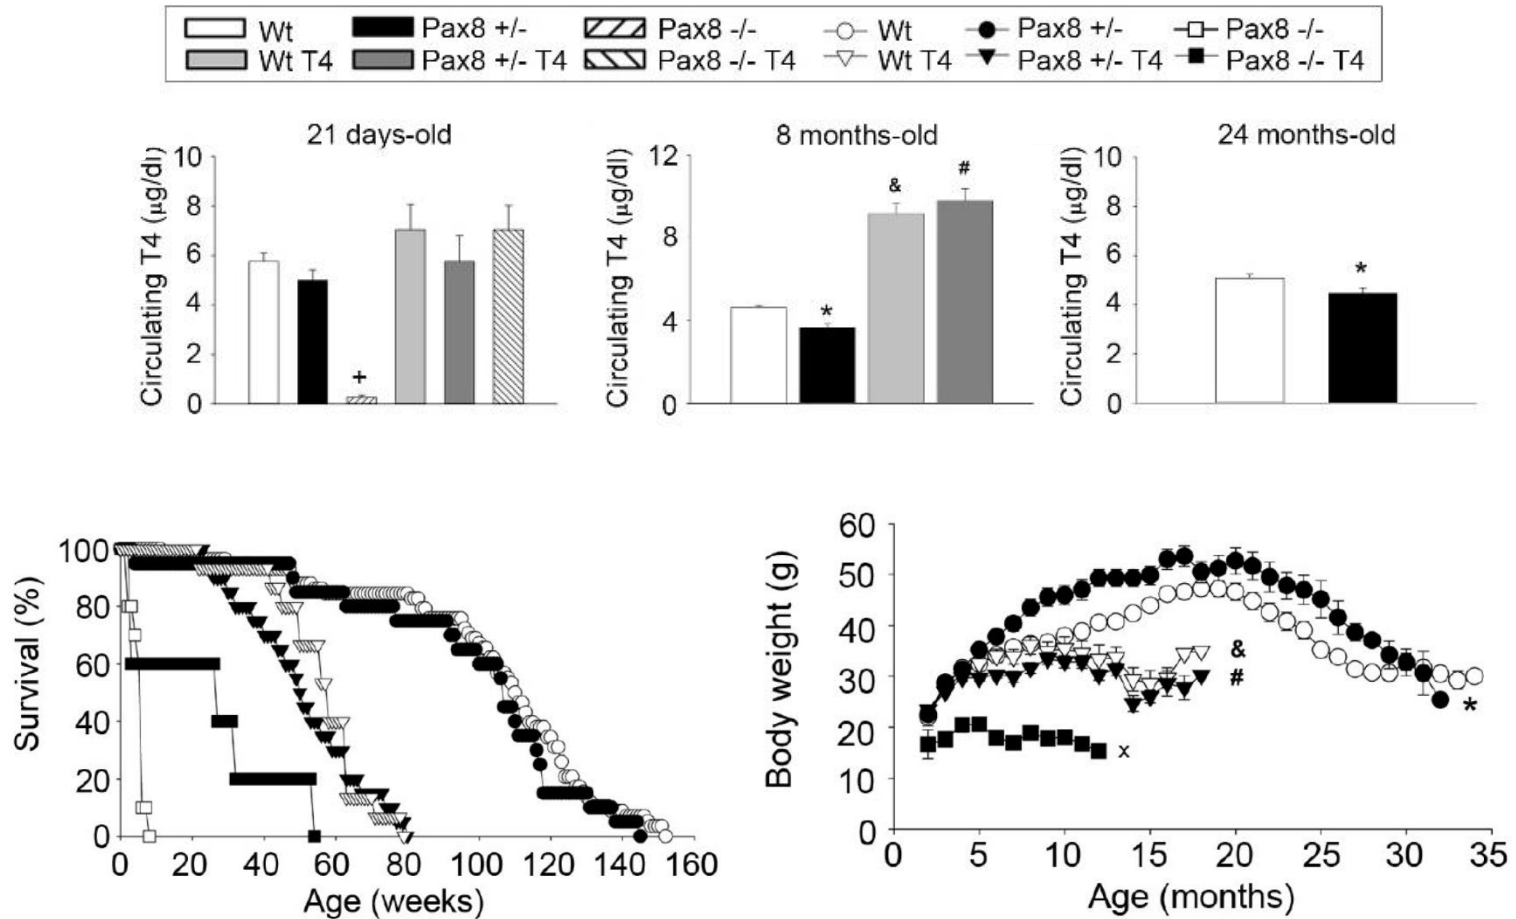 Wt Pax8 +/- Pax8 -/- Wt Pax8 +/- Pax8 -/-
Wt T4 Pax8 +/- T4 Pax8 -/- T4 Wt T4 Pax8 +/- T4 Pax8 -/- T4
21 days-old
Circulating T4 (µg/dl)
10
8
6
4
2
0
+
8 months-old
Circulating T4 (µg/dl)
12
8
4
0
*
&
#
24 months-old
Circulating T4 (µg/dl)
10
8
6
4
2
0
*
Survival (%)
100
80
60
40
20
0
0 20 40 60 80 100 120 140 160
Age (weeks)
Body weight (g)
60
50
40
30
20
10
0
&
#
*
x
0 5 10 15 20 25 30 35
Age (months)